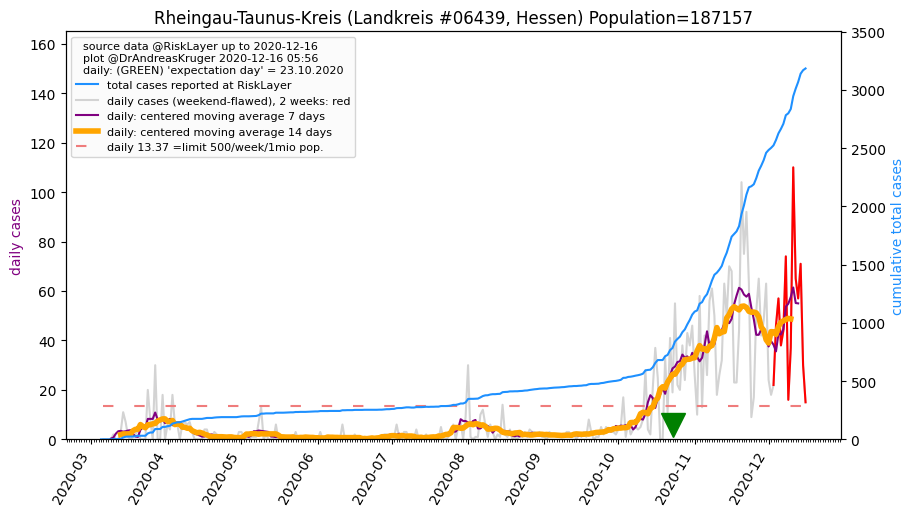 Rheingau-Taunus-Kreis (Landkreis #06439, Hessen) Population=187157
source data @RiskLayer up to 2020-12-16
plot @DrAndreasKruger 2020-12-16 05:56
daily: (GREEN) 'expectation day' = 23.10.2020
total cases reported at RiskLayer
daily cases (weekend-flawed), 2 weeks: red
daily: centered moving average 7 days
daily: centered moving average 14 days
daily 13.37 =limit 500/week/1mio pop.
daily cases
160
140
120
100
80
60
40
20
0
cumulative total cases
3500
3000
2500
2000
1500
1000
500
0
2020-03
2020-04
2020-05
2020-06
2020-07
2020-08
2020-09
2020-10
2020-11
2020-12